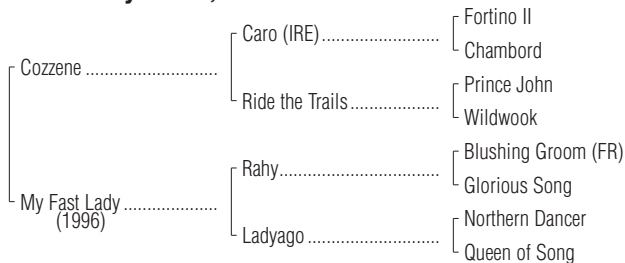 Fortino II
Caro (IRE)
Chambord
Cozzene
Prince John
Ride the Trails
Wildwook
Blushing Groom (FR)
Rahy
Glorious Song
My Fast Lady
(1996)
Northern Dancer
Ladyago
Queen of Song